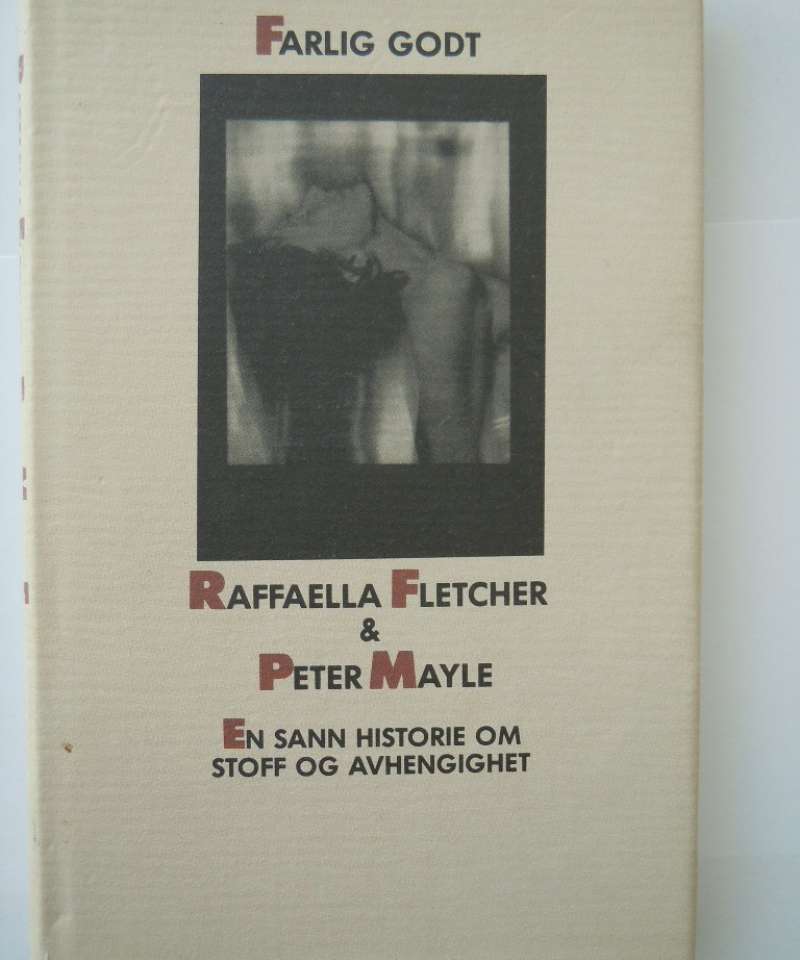 FARLIG GODT
RAFFAELLA FLETCHER
&
PETER MAYLE
EN SANN HISTORIE OM
STOFF OG AVHENGIGHET